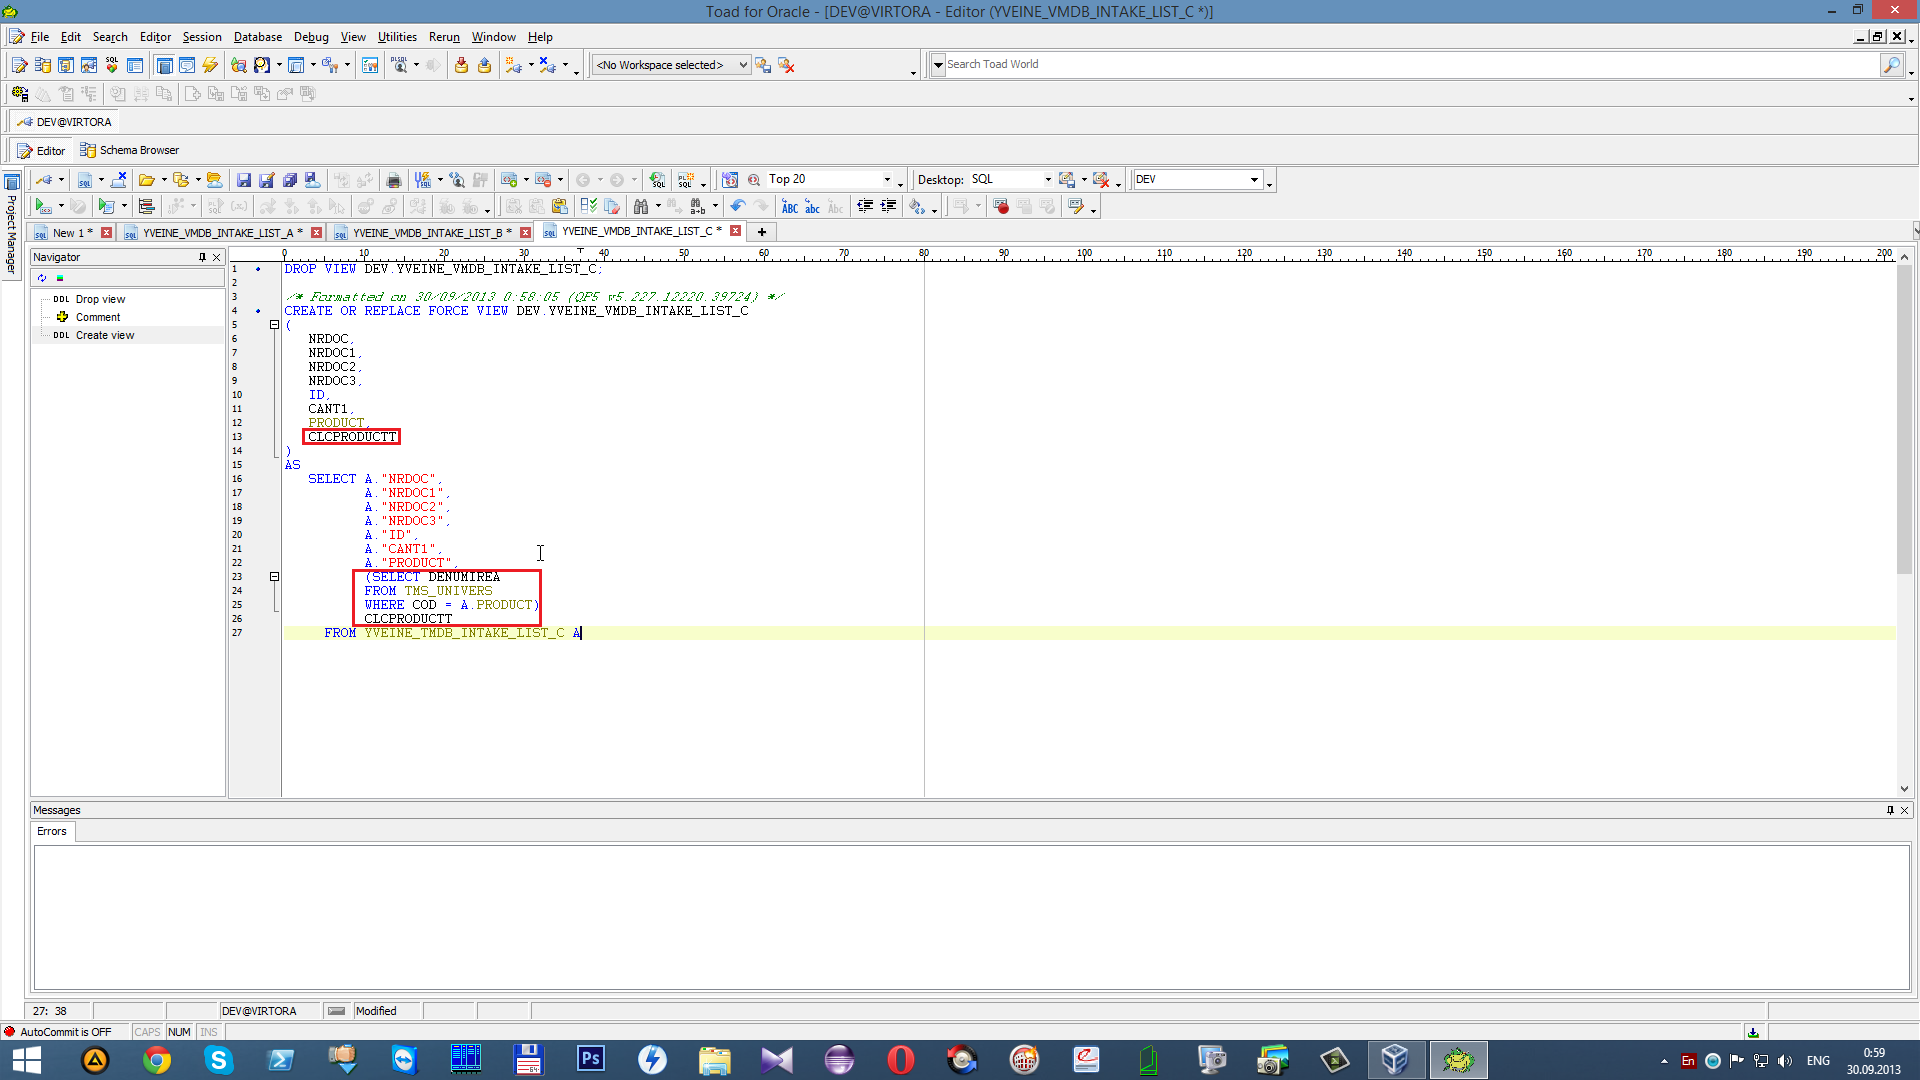 Toad for Oracle - [DEV@VIRTORA - Editor (YVEINE_VMDB_INTAKE_LIST_C *)]
File Edit Search Editor Session Database Debug View Utilities Rerun Window Help
<No Workspace selected> Search Toad World
DEV@VIRTORA
Editor Schema Browser
Top 20 Desktop: SQL DEV
Project Manager
New 1 * YVEINE_VMDB_INTAKE_LIST_A * YVEINE_VMDB_INTAKE_LIST_B * YVEINE_VMDB_INTAKE_LIST_C *
Navigator
DDL Drop view
Comment
DDL Create view
0 10 20 30 40 50 60 70 80 90 100 110 120 130 140 150 160 170 180 190 200
1 DROP VIEW DEV.YVEINE_VMDB_INTAKE_LIST_C;
2
3 /* Formatted on 30/09/2013 0:58:05 (QP5 v5.227.12220.39724) */
4 CREATE OR REPLACE FORCE VIEW DEV.YVEINE_VMDB_INTAKE_LIST_C
5 (
6 NRDOC,
7 NRDOC1,
8 NRDOC2,
9 NRDOC3,
10 ID,
11 CANT1,
12 PRODUCT,
13 CLCPRODUCTT
14 )
15 AS
16 SELECT A."NRDOC",
17 A."NRDOC1",
18 A."NRDOC2",
19 A."NRDOC3",
20 A."ID",
21 A."CANT1",
22 A."PRODUCT",
23 (SELECT DENUMIREA
24 FROM TMS_UNIVERS
25 WHERE COD = A.PRODUCT)
26 CLCPRODUCTT
27 FROM YVEINE_TMDB_INTAKE_LIST_C A
Messages
Errors
27: 38 DEV@VIRTORA Modified
AutoCommit is OFF CAPS NUM INS
Ps
64
En ENG 0:59
30.09.2013